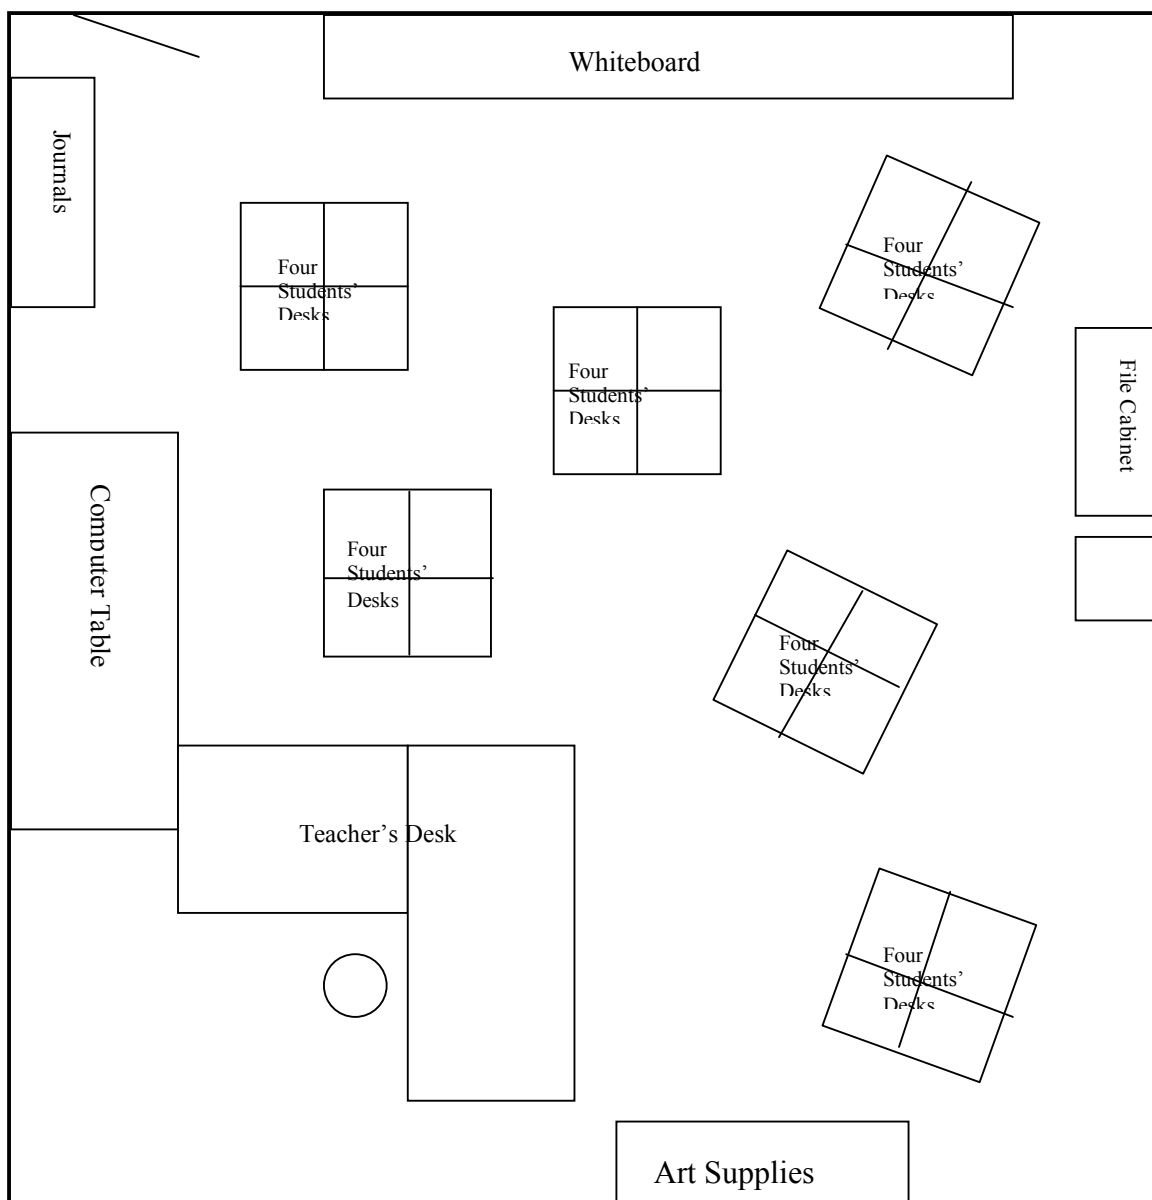 Whiteboard
Journals
Four
Students’
Desks
Four
Students’
Desks
Four
Students’
Desks
File Cabinet
Computer Table
Four
Students’
Desks
Four
Students’
Desks
Teacher’s Desk
Four
Students’
Desks
Art Supplies